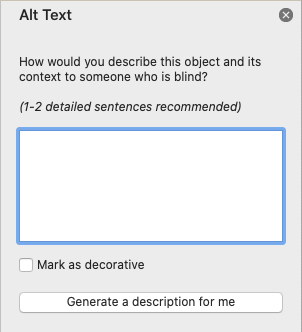 Alt Text
How would you describe this object and its
context to someone who is blind?
(1-2 detailed sentences recommended)
Mark as decorative
Generate a description for me